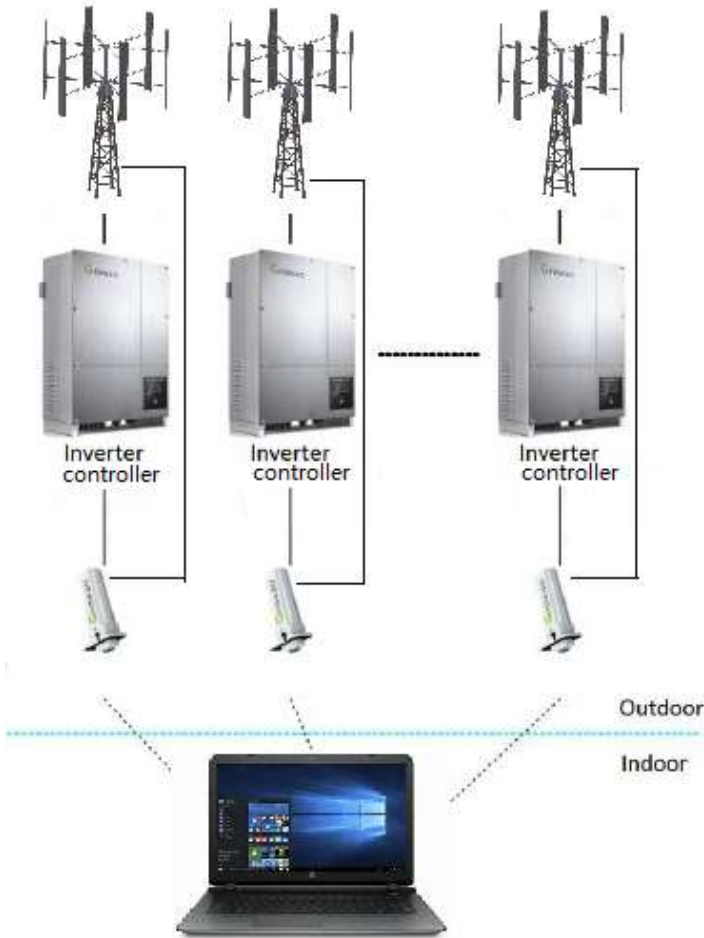 Inverter
controller
Inverter
controller
Inverter
controller
Outdoor
Indoor